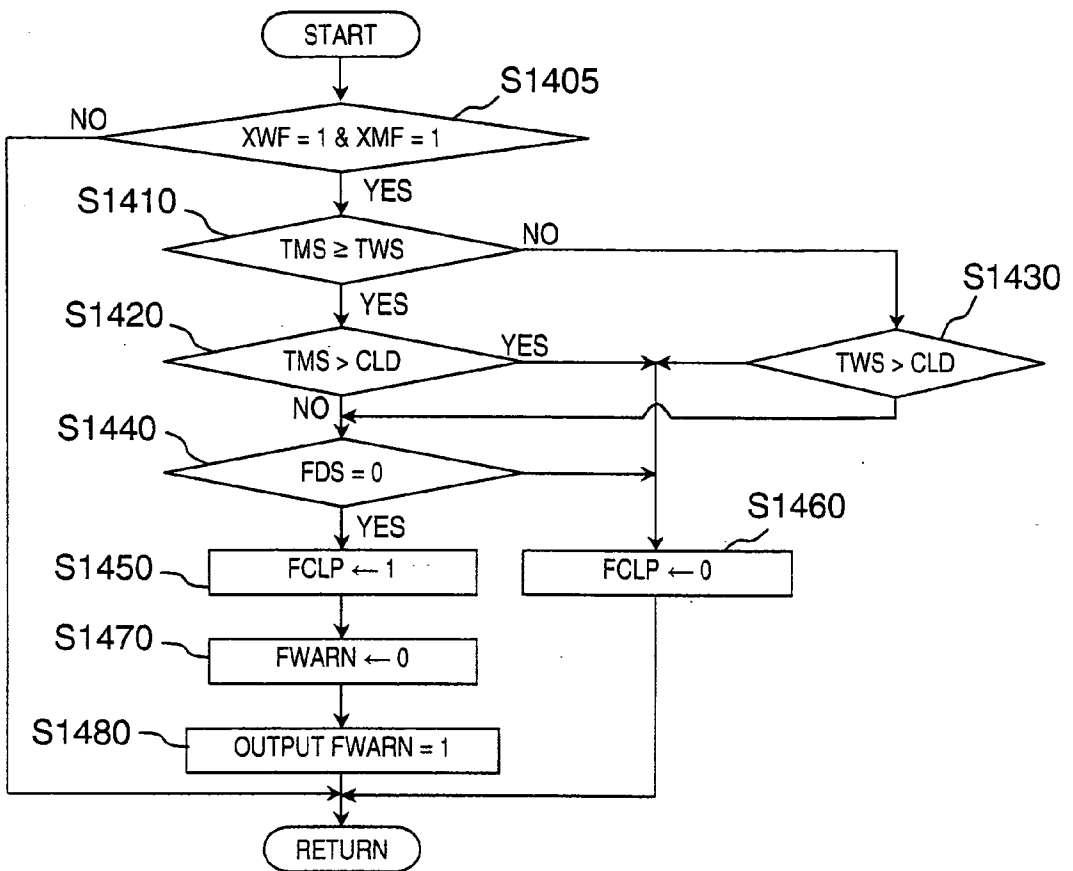 START
S1405
NO
XWF = 1 & XMF = 1
YES
S1410
TMS ≥ TWS
NO
YES
S1430
S1420
TMS > CLD
YES
TWS > CLD
NO
S1440
FDS = 0
YES
S1460
S1450
FCLP ← 1
FCLP ← 0
S1470
FWARN ← 0
S1480
OUTPUT FWARN = 1
RETURN